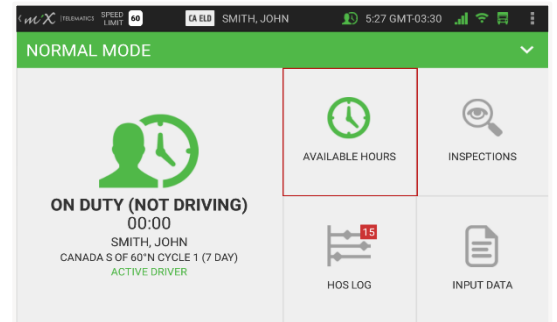 MiX TELEMATICS SPEED LIMIT 60 CA ELD SMITH, JOHN 5:27 GMT-03:30
NORMAL MODE
AVAILABLE HOURS
INSPECTIONS
ON DUTY (NOT DRIVING)
00:00
SMITH, JOHN
CANADA S OF 60°N CYCLE 1 (7 DAY)
ACTIVE DRIVER
15
HOS LOG
INPUT DATA